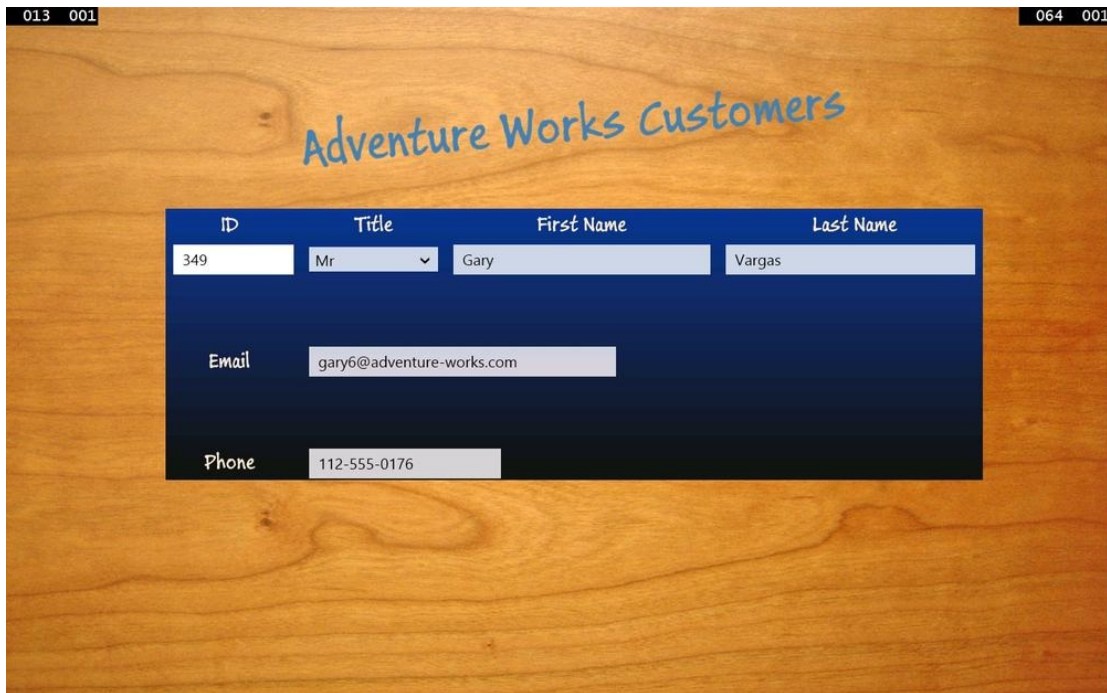 013 001 064 001
Adventure Works Customers
ID Title First Name Last Name
349 Mr Gary Vargas
Email gary6@adventure-works.com
Phone 112-555-0176